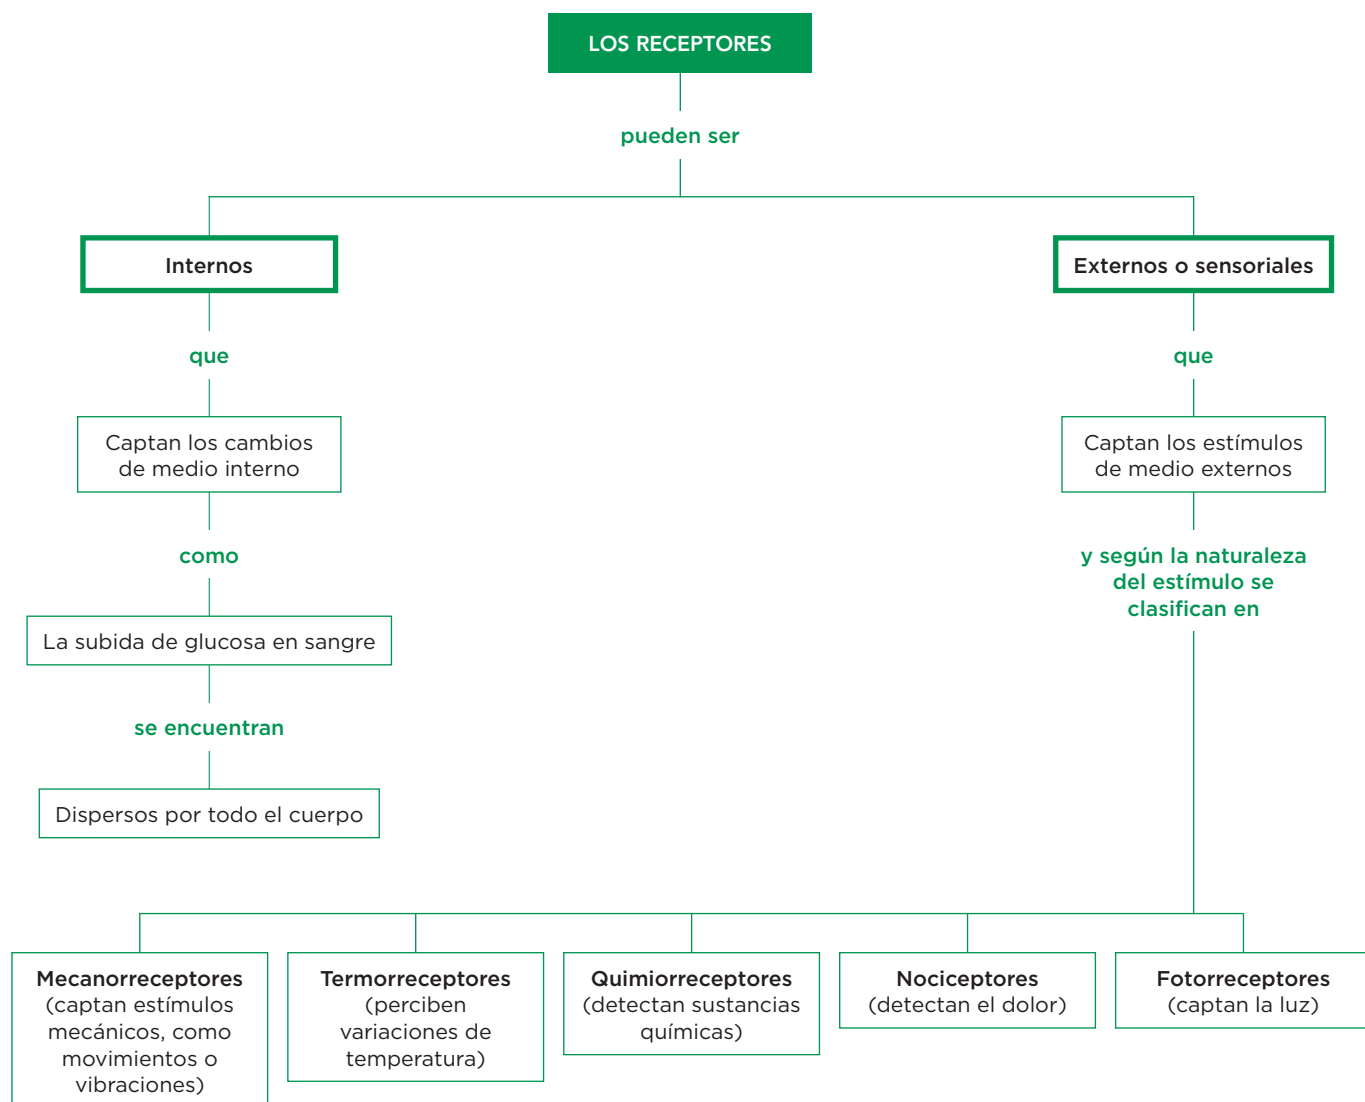 LOS RECEPTORES
pueden ser
Internos
Externos o sensoriales
que
que
Captan los cambios
de medio interno
Captan los estímulos
de medio externos
como
y según la naturaleza
del estímulo se
clasifican en
La subida de glucosa en sangre
se encuentran
Dispersos por todo el cuerpo
Mecanorreceptores
(captan estímulos
mecánicos, como
movimientos o
vibraciones)
Termorreceptores
(perciben
variaciones de
temperatura)
Quimiorreceptores
(detectan sustancias
químicas)
Nociceptores
(detectan el dolor)
Fotorreceptores
(captan la luz)